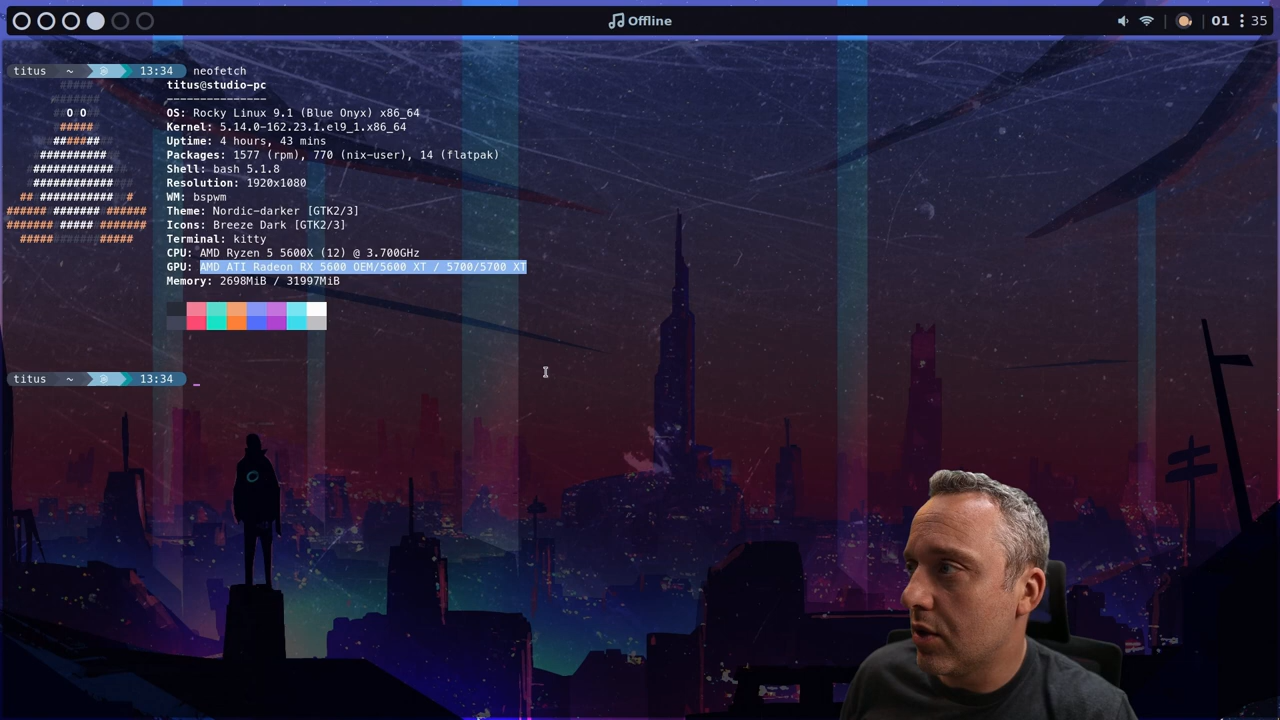 Offline
01 35
titus ~ 13:34 neofetch
titus@studio-pc
---------------
OS: Rocky Linux 9.1 (Blue Onyx) x86_64
Kernel: 5.14.0-162.23.1.el9_1.x86_64
Uptime: 4 hours, 43 mins
Packages: 1577 (rpm), 770 (nix-user), 14 (flatpak)
Shell: bash 5.1.8
Resolution: 1920x1080
WM: bspwm
Theme: Nordic-darker [GTK2/3]
Icons: Breeze Dark [GTK2/3]
Terminal: kitty
CPU: AMD Ryzen 5 5600X (12) @ 3.700GHz
GPU: AMD ATI Radeon RX 5600 OEM/5600 XT / 5700/5700 XT
Memory: 2698MiB / 31997MiB
titus ~ 13:34